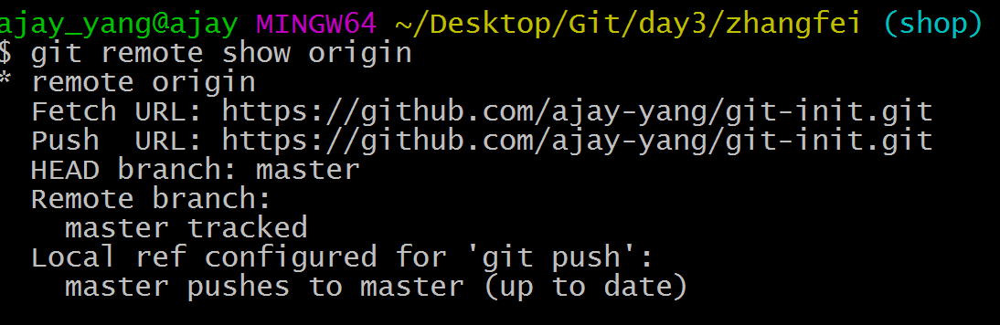 ajay_yang@ajay MINGW64 ~/Desktop/Git/day3/zhangfei (shop)
$ git remote show origin
* remote origin
  Fetch URL: https://github.com/ajay-yang/git-init.git
  Push  URL: https://github.com/ajay-yang/git-init.git
  HEAD branch: master
  Remote branch:
    master tracked
  Local ref configured for 'git push':
    master pushes to master (up to date)